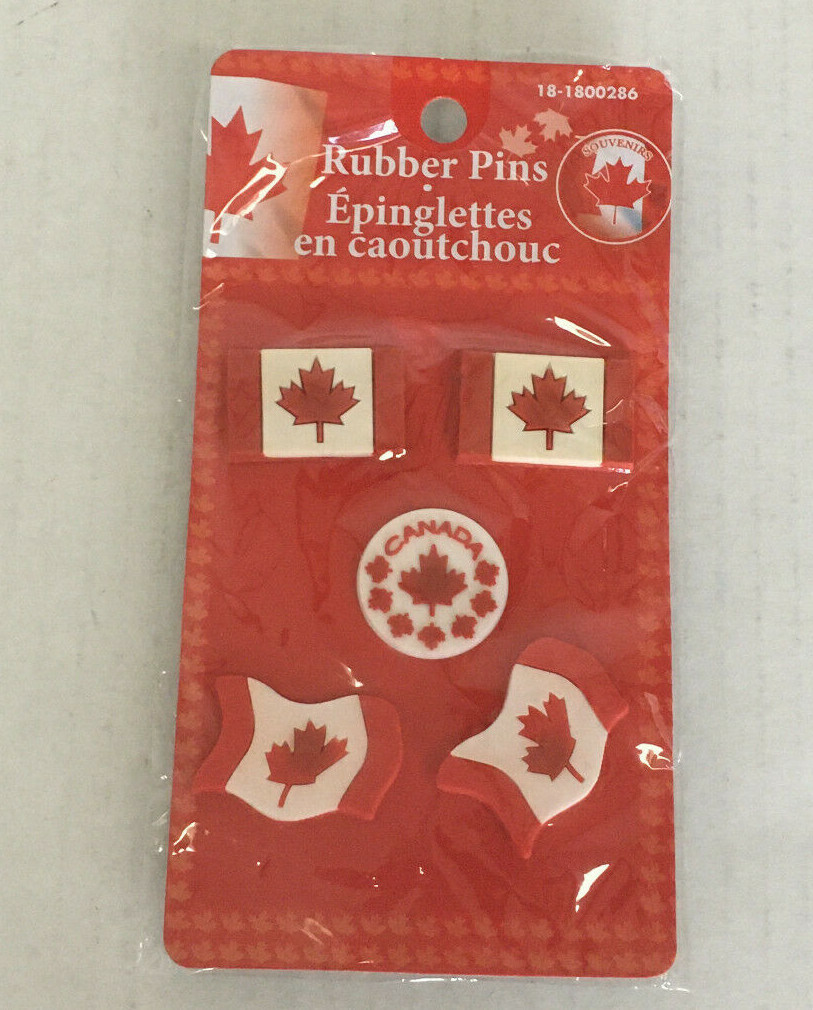 18-1800286
SOUVENIRS
Rubber Pins
•
Épinglettes
en caoutchouc
CANADA